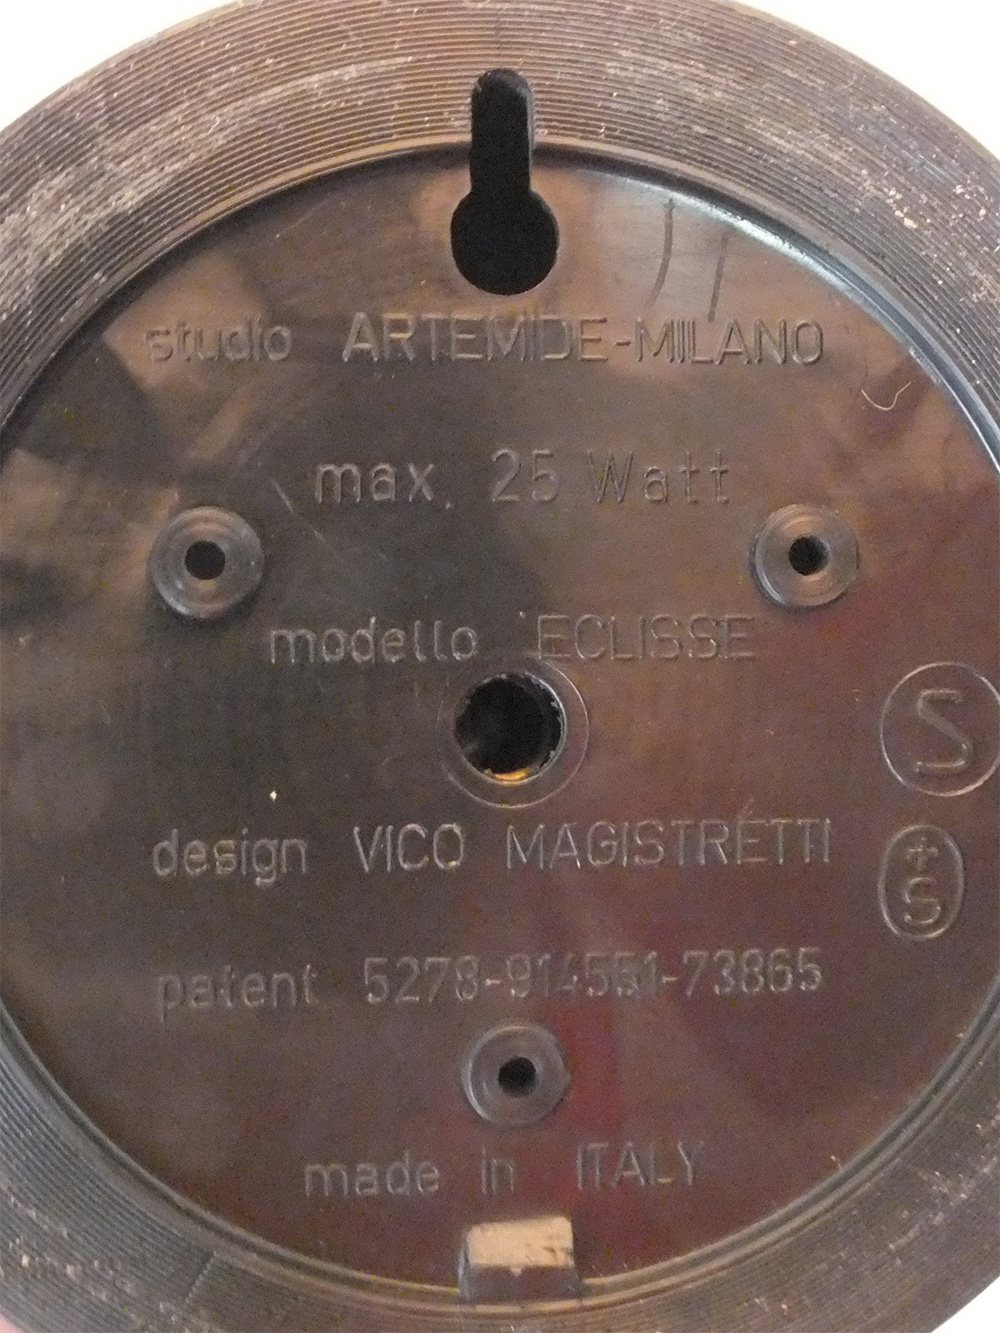 studio ARTEMIDE-MILANO
max. 25 Watt
modello ECLISSE
S
design VICO MAGISTRETTI
+S
patent 5278-914551-73865
made in ITALY